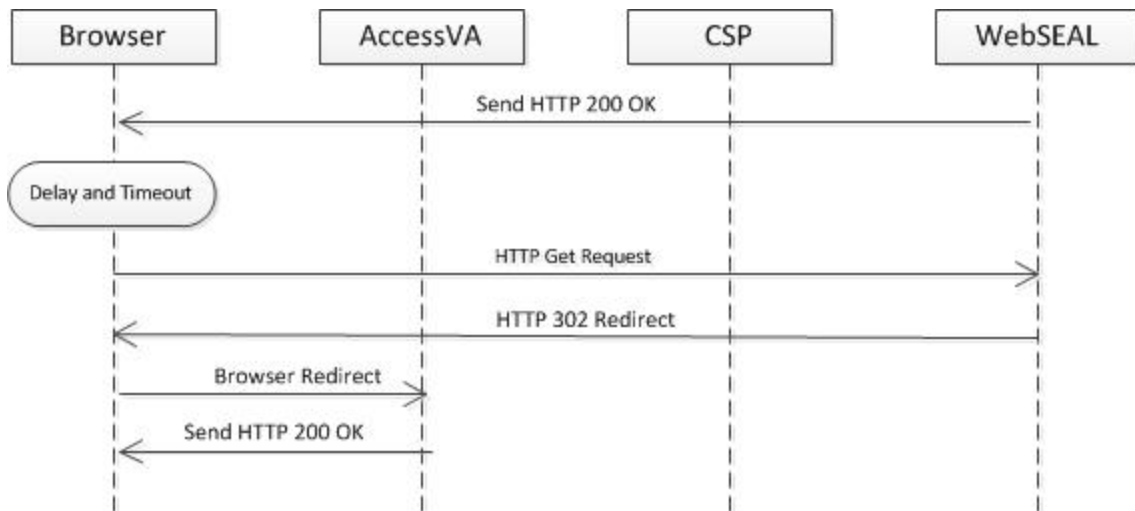 Browser
AccessVA
CSP
WebSEAL
Send HTTP 200 OK
Delay and Timeout
HTTP Get Request
HTTP 302 Redirect
Browser Redirect
Send HTTP 200 OK